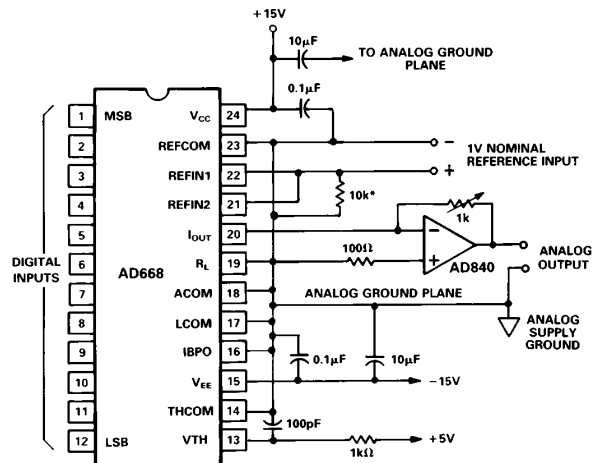 +15V
10µF
TO ANALOG GROUND
PLANE
0.1µF
1 MSB
VCC 24
2
REFCOM 23
–
1V NOMINAL
REFERENCE INPUT
3
REFIN1 22
+
10k*
4
REFIN2 21
1k
5
IOUT 20
DIGITAL
INPUTS
6
AD668
RL 19
100Ω
–
+
AD840
ANALOG
OUTPUT
7
ACOM 18
ANALOG GROUND PLANE
8
LCOM 17
ANALOG
SUPPLY
GROUND
9
IBPO 16
0.1µF
10µF
10
VEE 15
–15V
11
THCOM 14
100pF
12 LSB
VTH 13
1kΩ
+5V